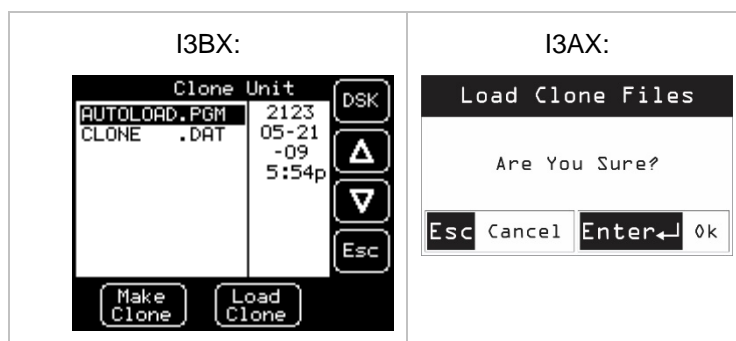 I3BX:
Clone Unit
AUTOLOAD.PGM
CLONE .DAT
2123
05-21
-09
5:54p
DSK
Esc
Make
Clone
Load
Clone
I3AX:
Load Clone Files
Are You Sure?
Esc Cancel Enter↵ Ok